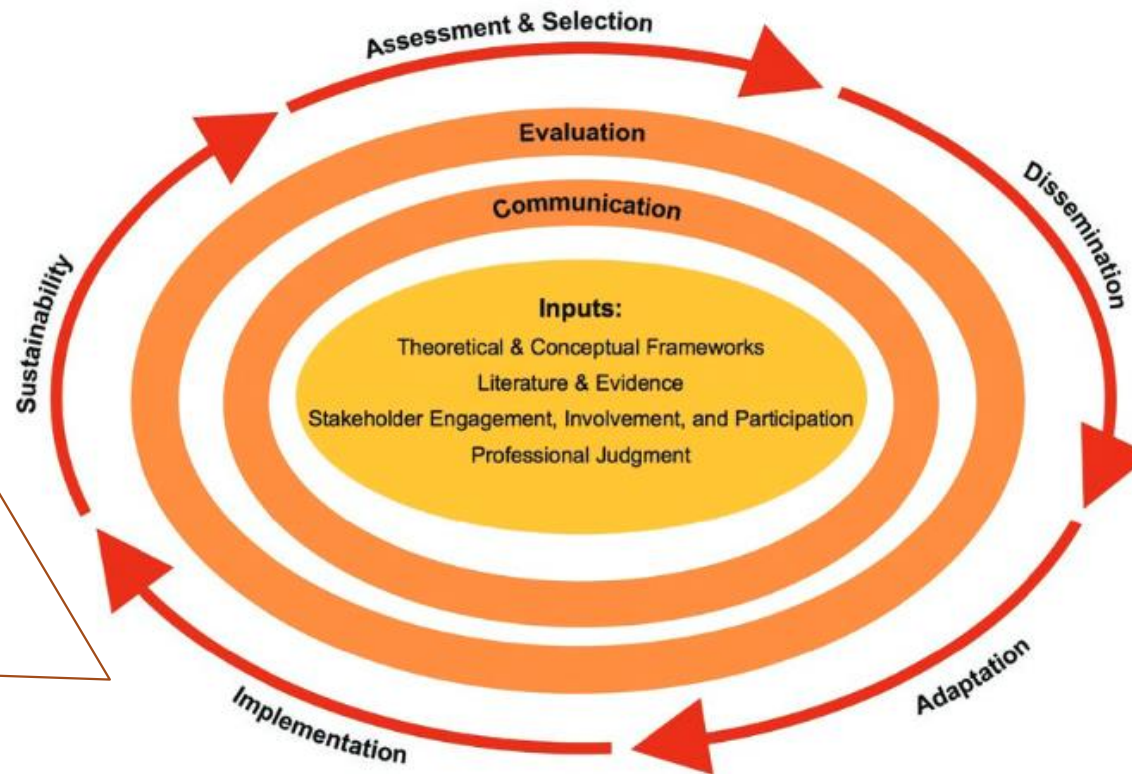 Assessment & Selection
Evaluation
Communication
Dissemination
Sustainability
Inputs:
Theoretical & Conceptual Frameworks
Literature & Evidence
Stakeholder Engagement, Involvement, and Participation
Professional Judgment
Adaptation
Implementation